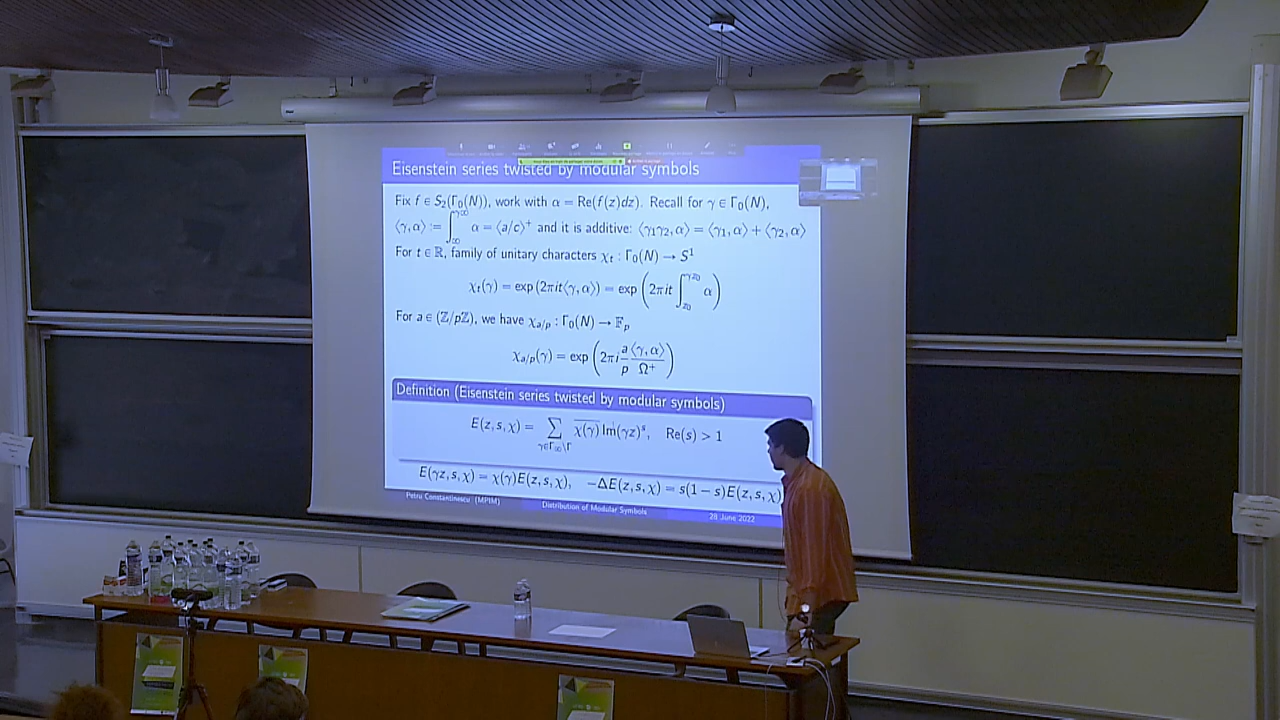 Eisenstein series twisted by modular symbols
Fix f ∈ S₂(Γ₀(N)), work with α = Re(f(z)dz). Recall for γ ∈ Γ₀(N),
⟨γ, α⟩ := ∫_∞^{γ∞} α = ⟨a/c⟩⁺ and it is additive: ⟨γ₁γ₂, α⟩ = ⟨γ₁, α⟩ + ⟨γ₂, α⟩
For t ∈ ℝ, family of unitary characters χ_t : Γ₀(N) → S¹
χ_t(γ) = exp (2πit⟨γ, α⟩) = exp (2πit ∫_{z₀}^{γz₀} α)
For a ∈ (ℤ/pℤ), we have χ_{a/p} : Γ₀(N) → 𝔽_p
χ_{a/p}(γ) = exp (2πi \frac{a}{p} \frac{⟨γ, α⟩}{Ω⁺})
Definition (Eisenstein series twisted by modular symbols)
E(z, s, χ) = ∑_{γ∈Γ_∞\Γ} \overline{χ(γ)} Im(γz)^s, Re(s) > 1
E(γz, s, χ) = χ(γ)E(z, s, χ), −ΔE(z, s, χ) = s(1 − s)E(z, s, χ)
Petru Constantinescu (MPIM) Distribution of Modular Symbols 28 June 2022